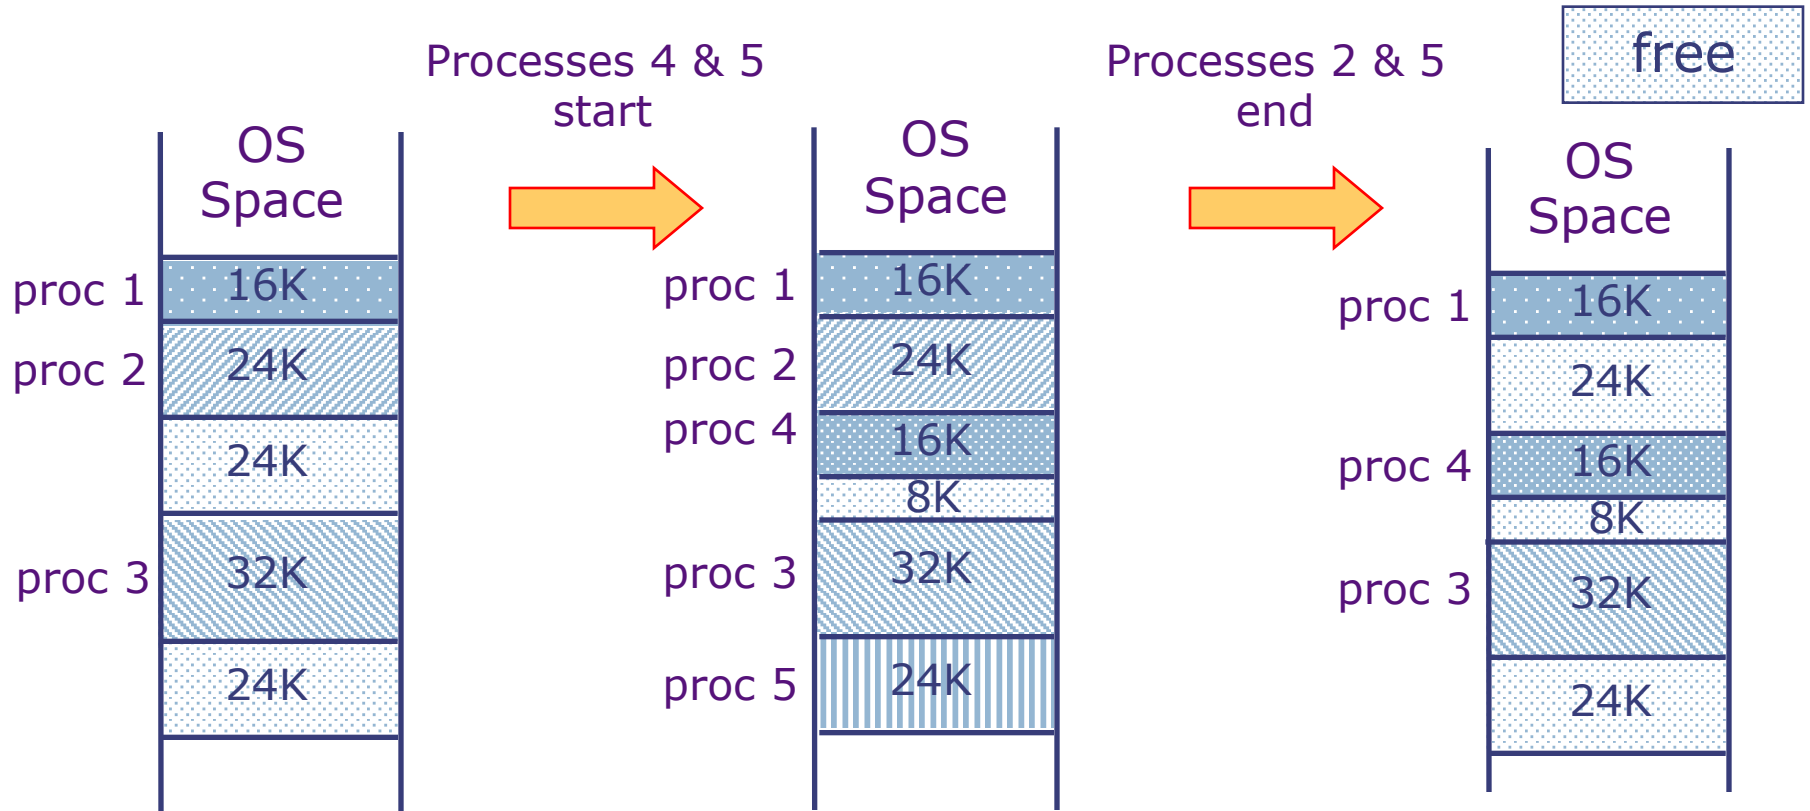 Processes 4 & 5
start
Processes 2 & 5
end
free
OS
Space
proc 1
16K
proc 2
24K
24K
proc 3
32K
24K
OS
Space
proc 1
16K
proc 2
24K
proc 4
16K
8K
proc 3
32K
proc 5
24K
OS
Space
proc 1
16K
24K
proc 4
16K
8K
proc 3
32K
24K